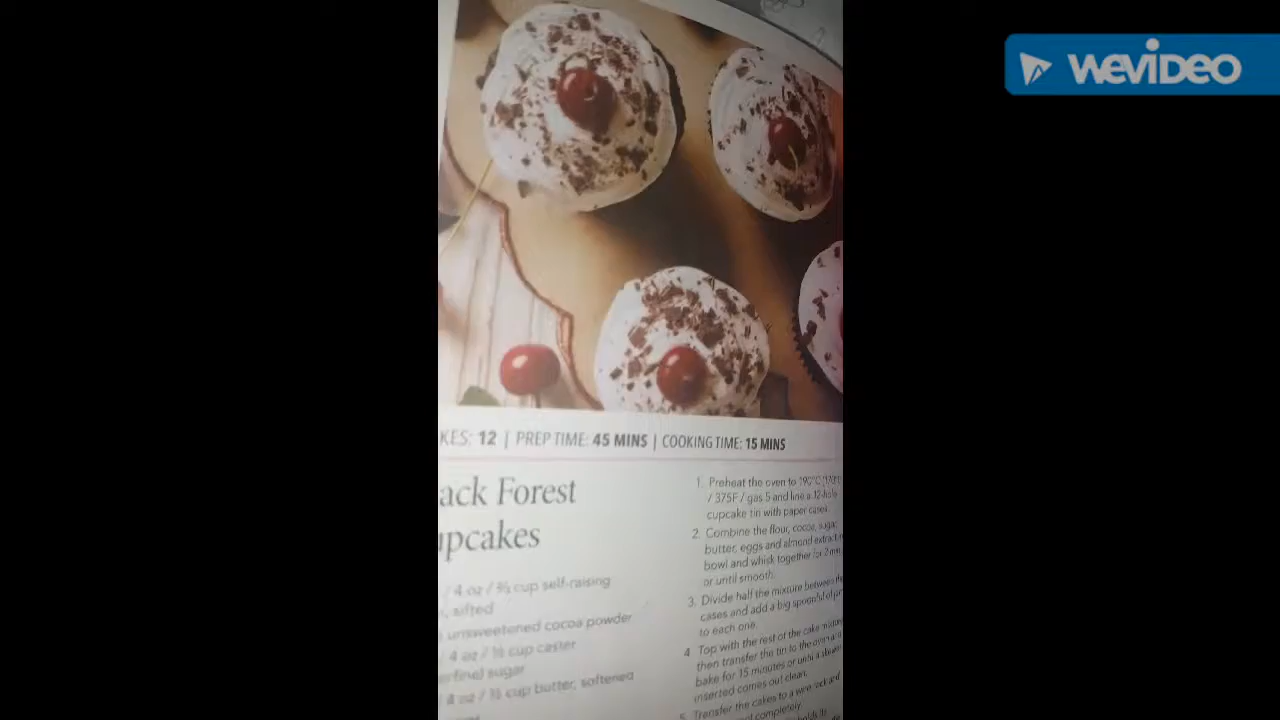 WEVIDEO
KES: 12 | PREP TIME: 45 MINS | COOKING TIME: 15 MINS
ack Forest
upcakes
/ 4 oz / ⅔ cup self-raising
, sifted
unsweetened cocoa powder
/ 4 oz / ½ cup caster
erfine) sugar
/ 4 oz / ½ cup butter, softened
1. Preheat the oven to 190°C
/ 375F / gas 5 and line a 12-hole
cupcake tin with paper cases.
2. Combine the flour, cocoa, sugar,
butter, eggs and almond extract
bowl and whisk together for 2
or until smooth.
3. Divide half the mixture between
cases and add a big spoonful of
to each one.
4. Top with the rest of the cake
then transfer the tin to the oven
bake for 15 minutes or until a
inserted comes out clean.
5. Transfer the cakes to a wire rack and
completely.